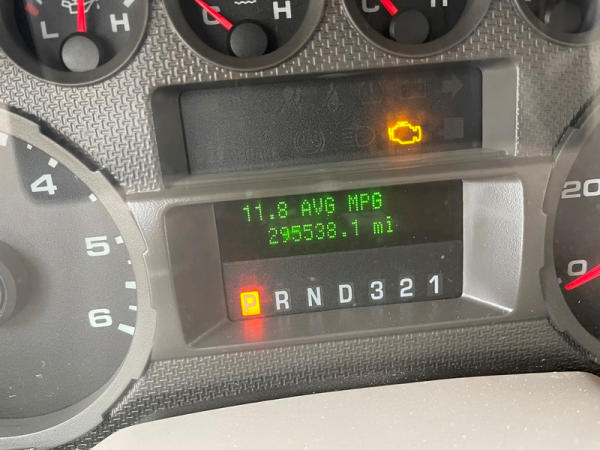 L H C H C
4
5
6
11.8 AVG MPG
295538.1 mi
P R N D 3 2 1
20
0